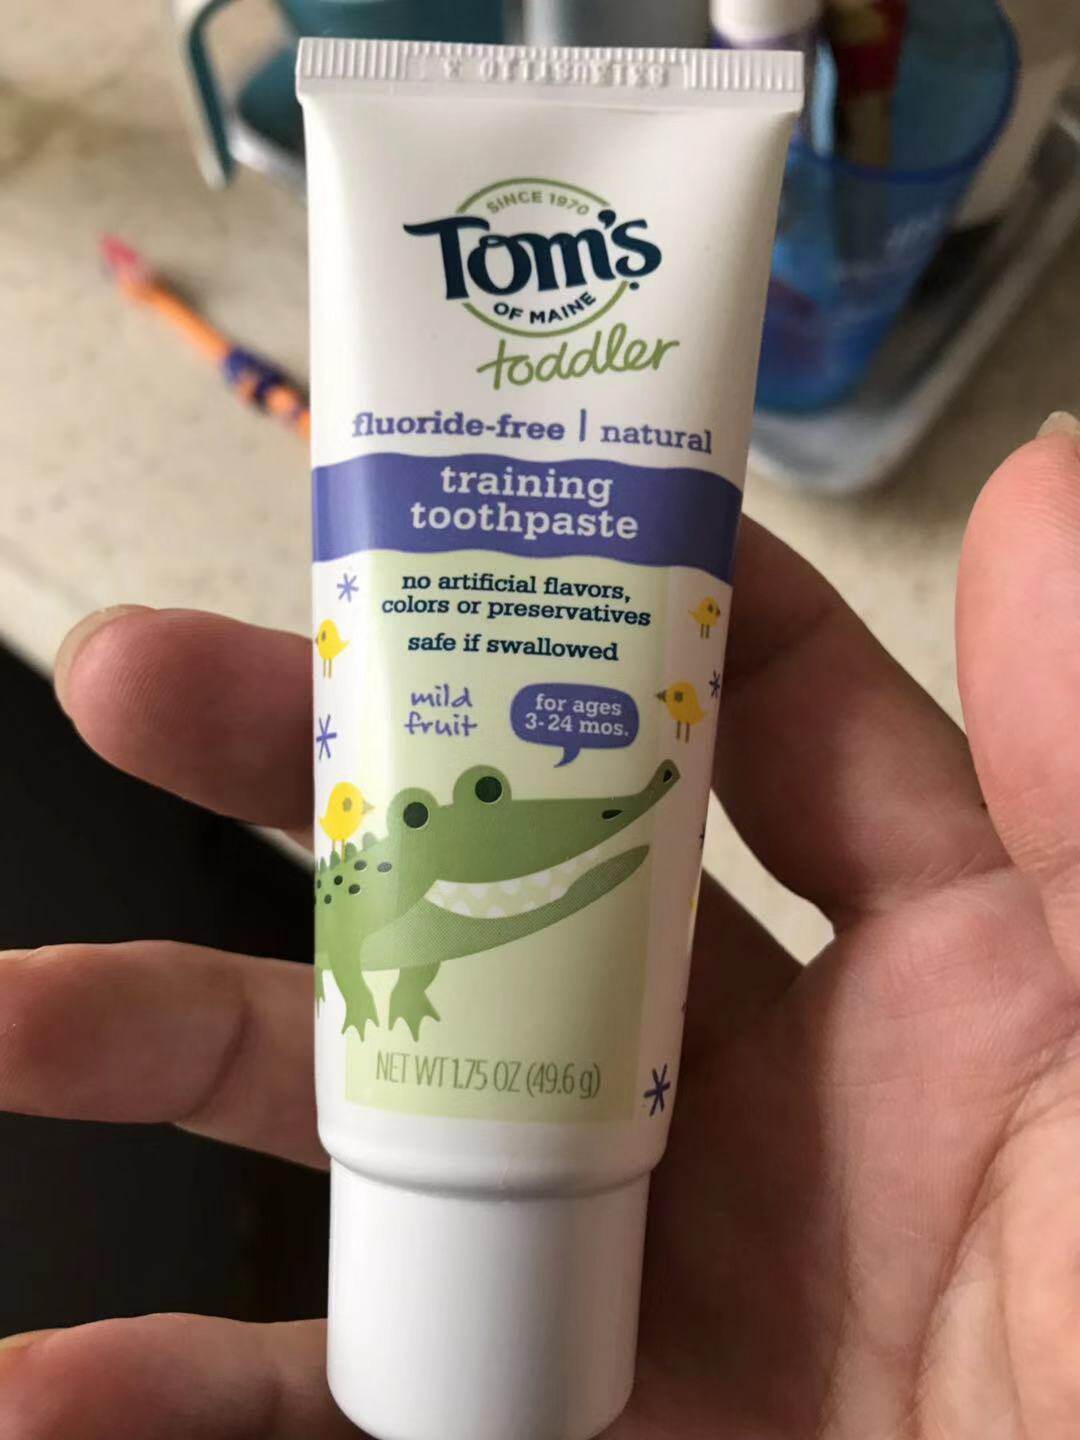 SINCE 1970
Tom's
OF MAINE
toddler
fluoride-free | natural
training
toothpaste
no artificial flavors,
colors or preservatives
safe if swallowed
mild
fruit
for ages
3-24 mos.
NET WT 1.75 OZ (49.6 g)